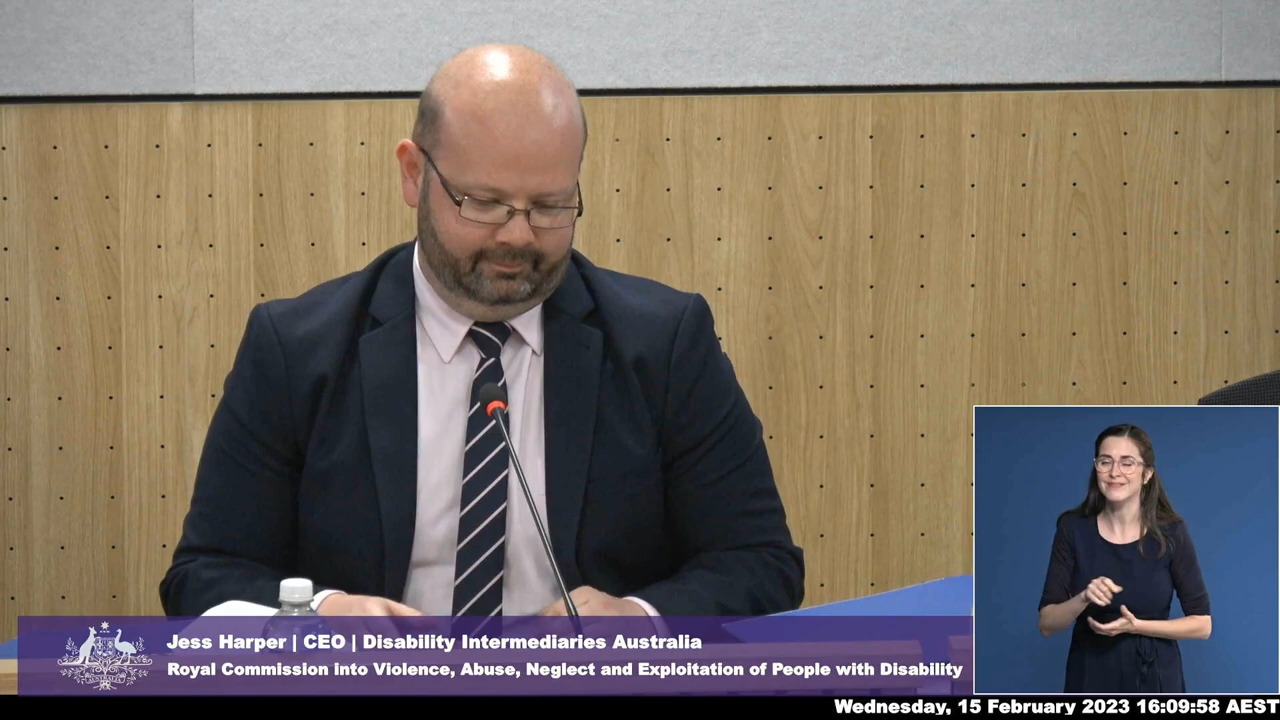 Jess Harper | CEO | Disability Intermediaries Australia
Royal Commission into Violence, Abuse, Neglect and Exploitation of People with Disability
AUSTRALIA
Wednesday, 15 February 2023 16:09:58 AEST